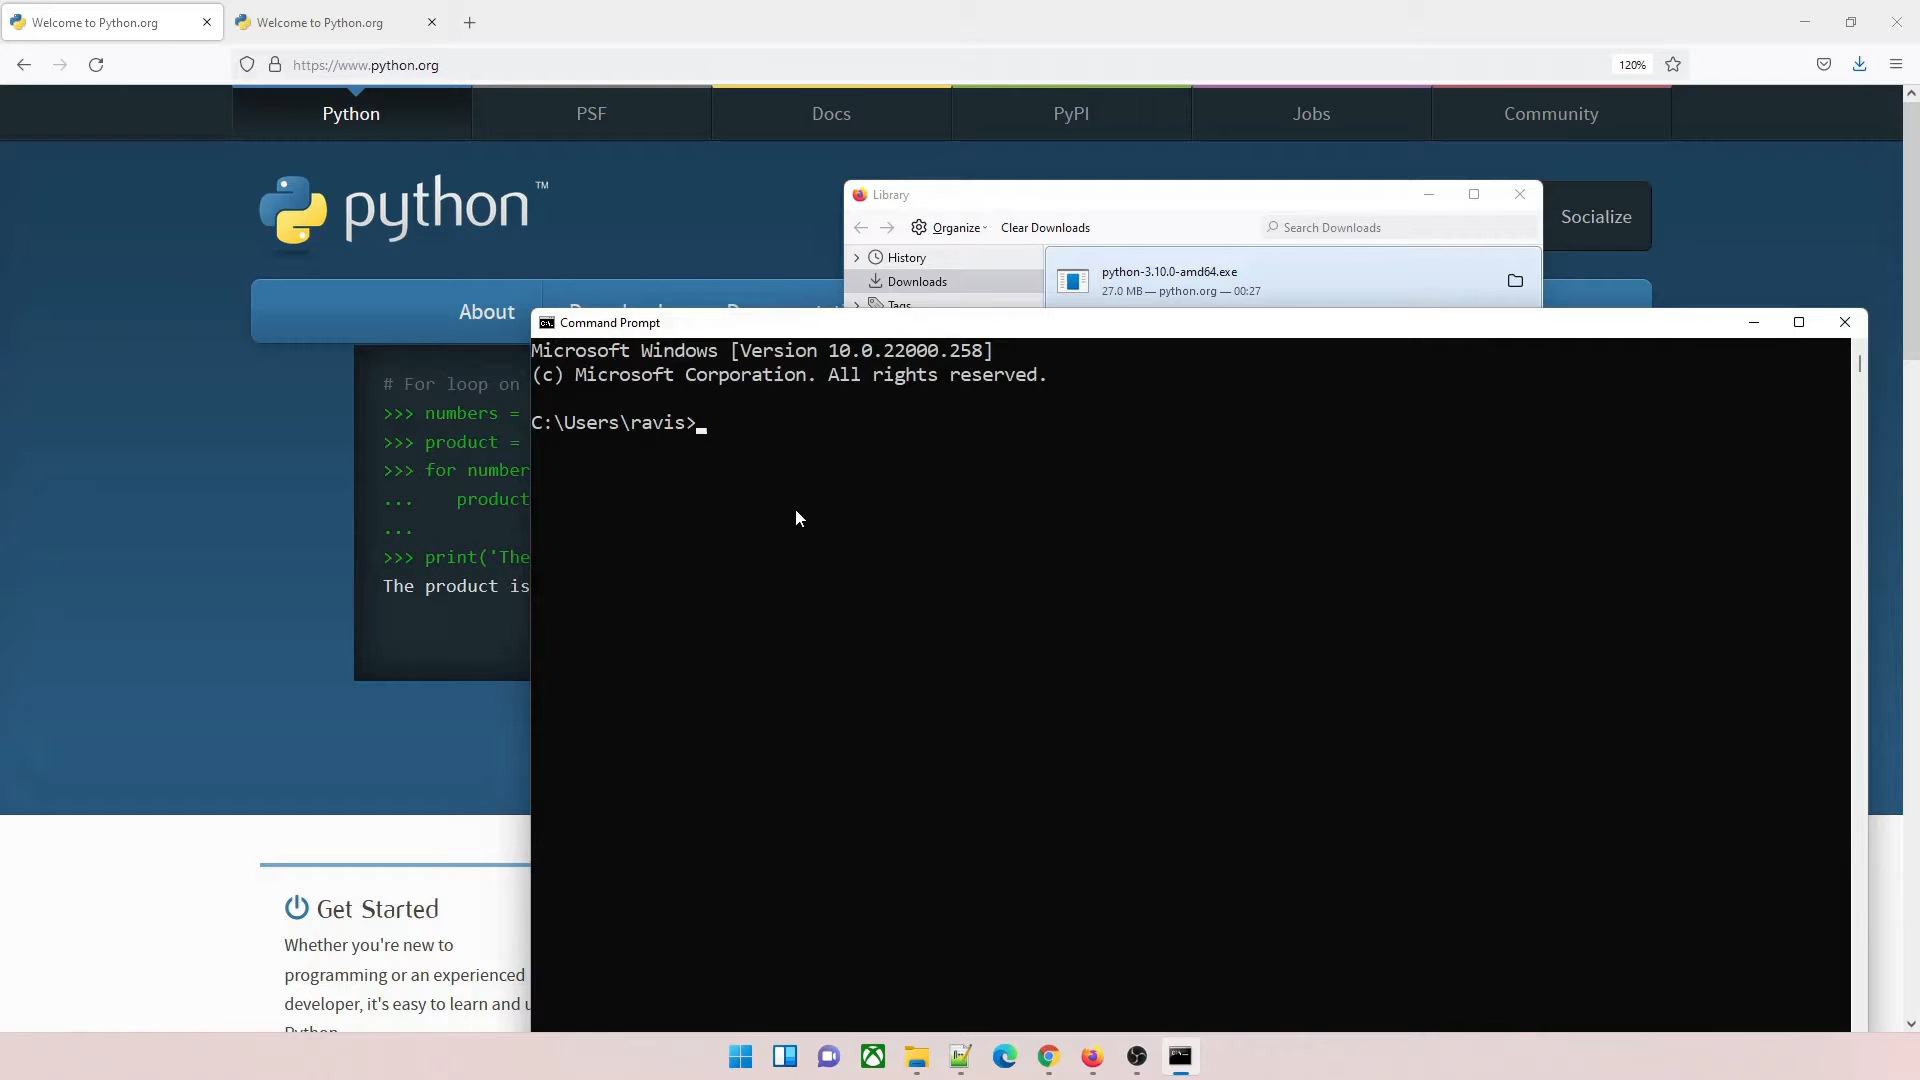 Welcome to Python.org
Welcome to Python.org
https://www.python.org
120%
Python
PSF
Docs
PyPI
Jobs
Community
python™
Socialize
Library
Organize
Clear Downloads
Search Downloads
History
Downloads
Tags
python-3.10.0-amd64.exe
27.0 MB — python.org — 00:27
About
Command Prompt
Microsoft Windows [Version 10.0.22000.258]
(c) Microsoft Corporation. All rights reserved.
C:\Users\ravis>
# For loop on
>>> numbers =
>>> product =
>>> for number
... product
...
>>> print('The
The product is
Get Started
Whether you're new to
programming or an experienced
developer, it's easy to learn and u
Python